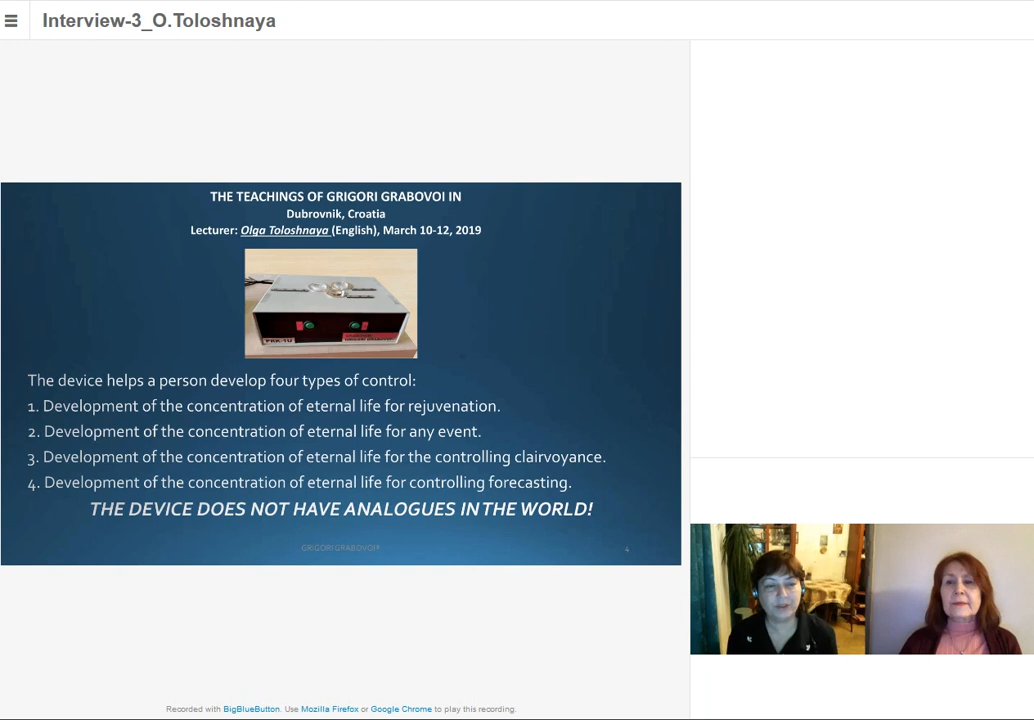 Interview-3_O.Toloshnaya
THE TEACHINGS OF GRIGORI GRABOVOI IN
Dubrovnik, Croatia
Lecturer: Olga Toloshnaya (English), March 10-12, 2019
PRK-1U
The device helps a person develop four types of control:
1. Development of the concentration of eternal life for rejuvenation.
2. Development of the concentration of eternal life for any event.
3. Development of the concentration of eternal life for the controlling clairvoyance.
4. Development of the concentration of eternal life for controlling forecasting.
THE DEVICE DOES NOT HAVE ANALOGUES IN THE WORLD!
GRIGORI GRABOVOI®
4
Recorded with BigBlueButton. Use Mozilla Firefox or Google Chrome to play this recording.